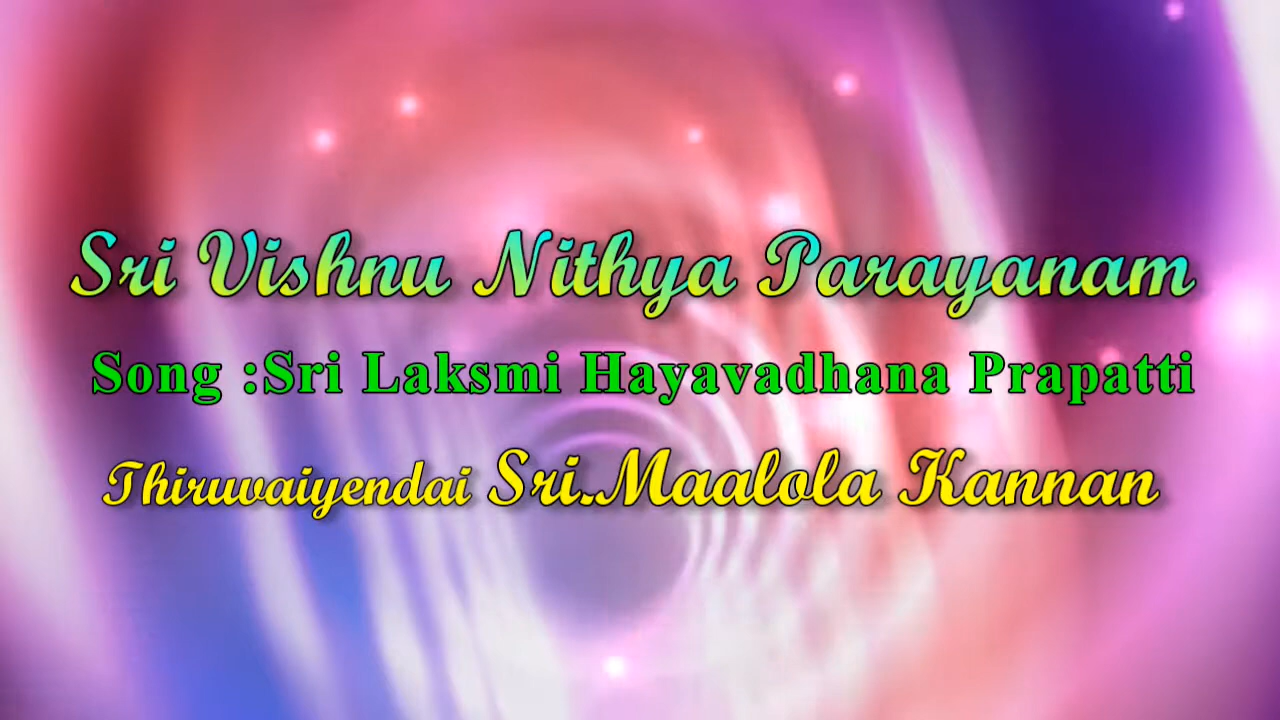 Sri Vishnu Nithya Parayanam
Song :Sri Laksmi Hayavadhana Prapatti
Thiruvaiyendai Sri.Maalola Kannan